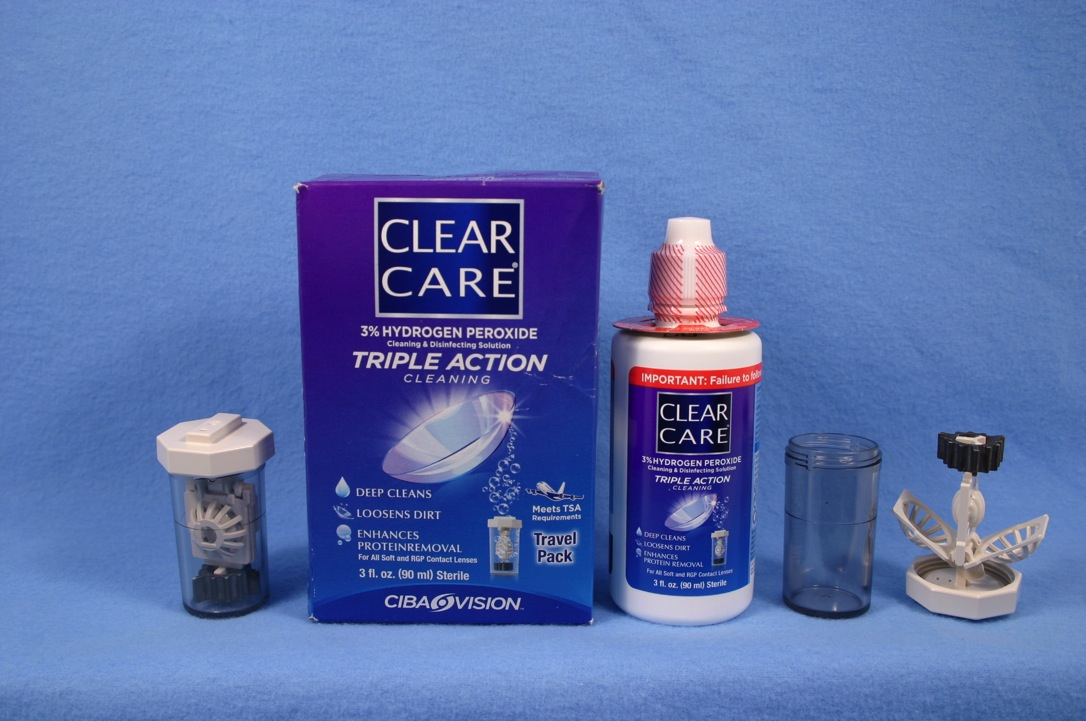 CLEAR
CARE®
3% HYDROGEN PEROXIDE
Cleaning & Disinfecting Solution
TRIPLE ACTION
CLEANING
DEEP CLEANS
LOOSENS DIRT
ENHANCES
PROTEINREMOVAL
For All Soft and RGP Contact Lenses
3 fl. oz. (90 ml) Sterile
Meets TSA
Requirements
Travel
Pack
CIBA VISION™
IMPORTANT: Failure to follow
CLEAR
CARE®
3% HYDROGEN PEROXIDE
Cleaning & Disinfecting Solution
TRIPLE ACTION
CLEANING
DEEP CLEANS
LOOSENS DIRT
ENHANCES
PROTEIN REMOVAL
For All Soft and RGP Contact Lenses
3 fl. oz. (90 ml) Sterile